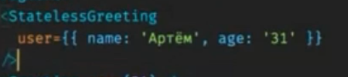 <StatelessGreeting
user={{ name: 'Артём', age: '31' }}
/>